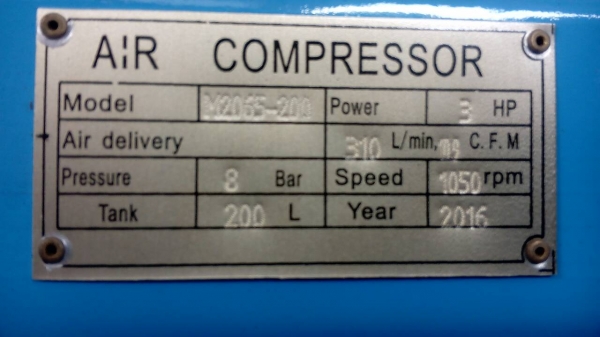 AIR COMPRESSOR
Model M2065-200 Power 3 HP
Air delivery 310 L/min, C.F.M
Pressure 8 Bar Speed 1050 rpm
Tank 200 L Year 2016